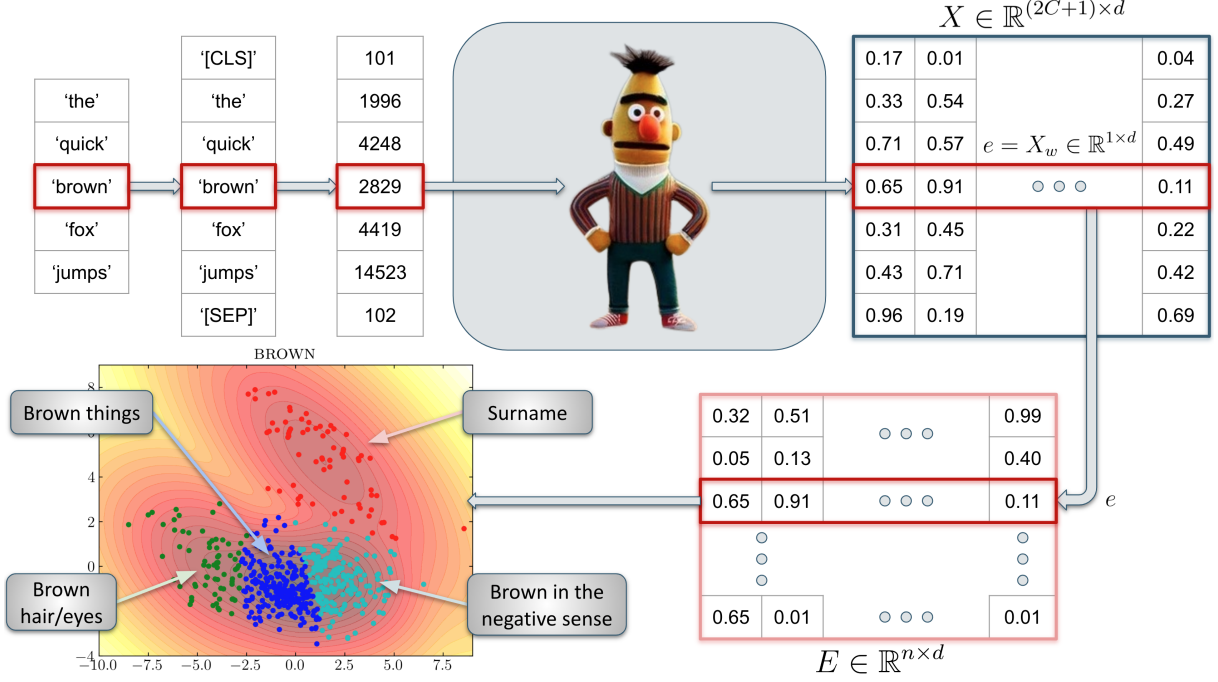 X ∈ ℝ^{(2C+1)×d}
‘[CLS]’ 101 0.17 0.01 0.04
‘the’ ‘the’ 1996 0.33 0.54 0.27
‘quick’ ‘quick’ 4248 0.71 0.57 e = X_w ∈ ℝ^{1×d} 0.49
‘brown’ ‘brown’ 2829 0.65 0.91 0.11
‘fox’ ‘fox’ 4419 0.31 0.45 0.22
‘jumps’ ‘jumps’ 14523 0.43 0.71 0.42
‘[SEP]’ 102 0.96 0.19 0.69
BROWN
Brown things
Surname
Brown
hair/eyes
Brown in the
negative sense
8
6
4
2
0
−4
−10.0 −7.5 −5.0 −2.5 0.0 2.5 5.0 7.5
0.32 0.51 0.99
0.05 0.13 0.40
0.65 0.91 0.11
e
0.65 0.01 0.01
E ∈ ℝ^{n×d}